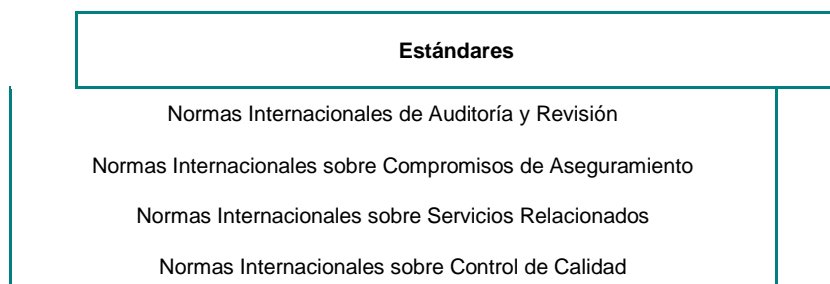 Estándares
Normas Internacionales de Auditoría y Revisión
Normas Internacionales sobre Compromisos de Aseguramiento
Normas Internacionales sobre Servicios Relacionados
Normas Internacionales sobre Control de Calidad